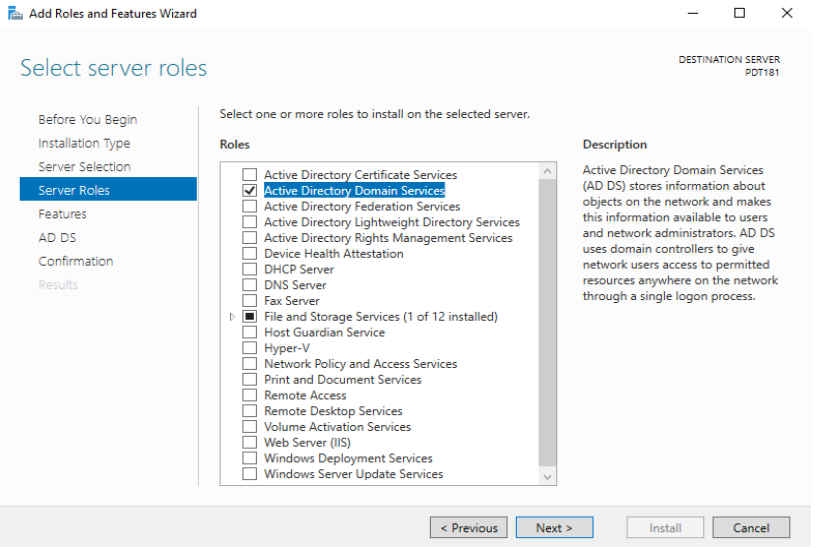 Add Roles and Features Wizard
Select server roles
DESTINATION SERVER
PDT181
Before You Begin
Installation Type
Server Selection
Server Roles
Features
AD DS
Confirmation
Results
Select one or more roles to install on the selected server.
Roles
Active Directory Certificate Services
Active Directory Domain Services
Active Directory Federation Services
Active Directory Lightweight Directory Services
Active Directory Rights Management Services
Device Health Attestation
DHCP Server
DNS Server
Fax Server
File and Storage Services (1 of 12 installed)
Host Guardian Service
Hyper-V
Network Policy and Access Services
Print and Document Services
Remote Access
Remote Desktop Services
Volume Activation Services
Web Server (IIS)
Windows Deployment Services
Windows Server Update Services
Description
Active Directory Domain Services
(AD DS) stores information about
objects on the network and makes
this information available to users
and network administrators. AD DS
uses domain controllers to give
network users access to permitted
resources anywhere on the network
through a single logon process.
< Previous
Next >
Install
Cancel